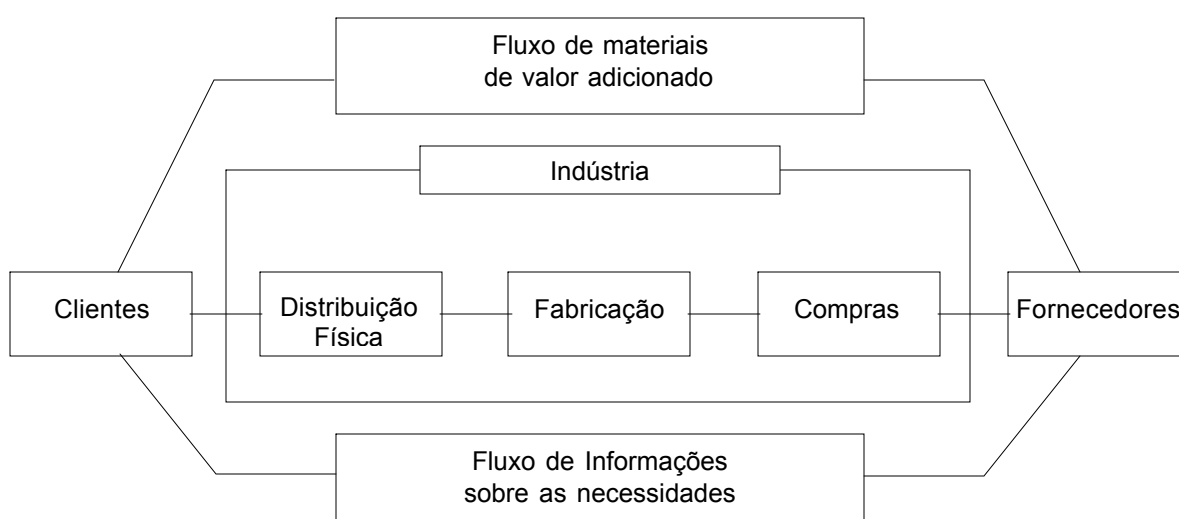 Fluxo de materiais
de valor adicionado
Indústria
Clientes
Distribuição
Física
Fabricação
Compras
Fornecedores
Fluxo de Informações
sobre as necessidades